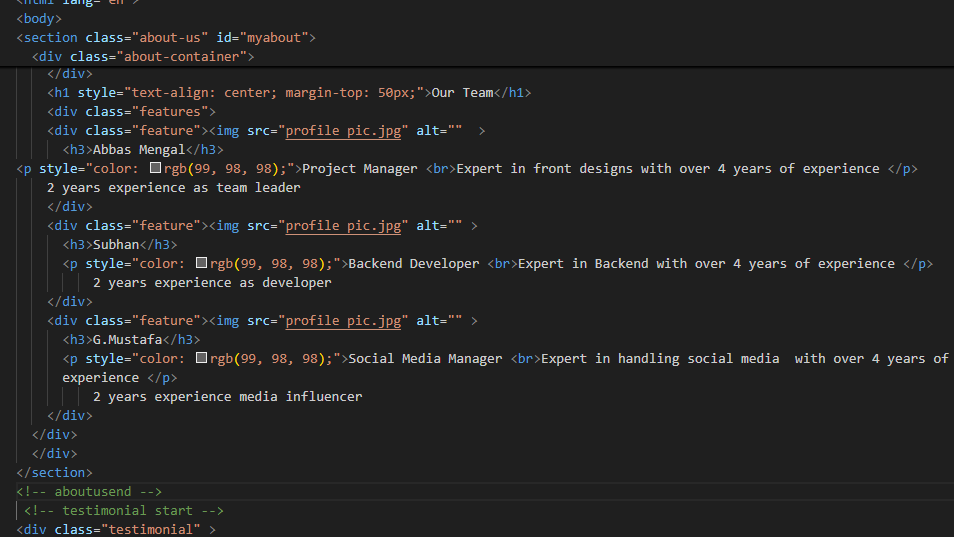 <html lang="en">
<body>
<section class="about-us" id="myabout">
<div class="about-container">
</div>
<h1 style="text-align: center; margin-top: 50px;">Our Team</h1>
<div class="features">
<div class="feature"><img src="profile pic.jpg" alt=""  >
<h3>Abbas Mengal</h3>
<p style="color: rgb(99, 98, 98);">Project Manager <br>Expert in front designs with over 4 years of experience </p>
2 years experience as team leader
</div>
<div class="feature"><img src="profile pic.jpg" alt="" >
<h3>Subhan</h3>
<p style="color: rgb(99, 98, 98);">Backend Developer <br>Expert in Backend with over 4 years of experience </p>
2 years experience as developer
</div>
<div class="feature"><img src="profile pic.jpg" alt="" >
<h3>G.Mustafa</h3>
<p style="color: rgb(99, 98, 98);">Social Media Manager <br>Expert in handling social media  with over 4 years of
experience </p>
2 years experience media influencer
</div>
</div>
</div>
</section>
<!-- aboutusend -->
<!-- testimonial start -->
<div class="testimonial" >